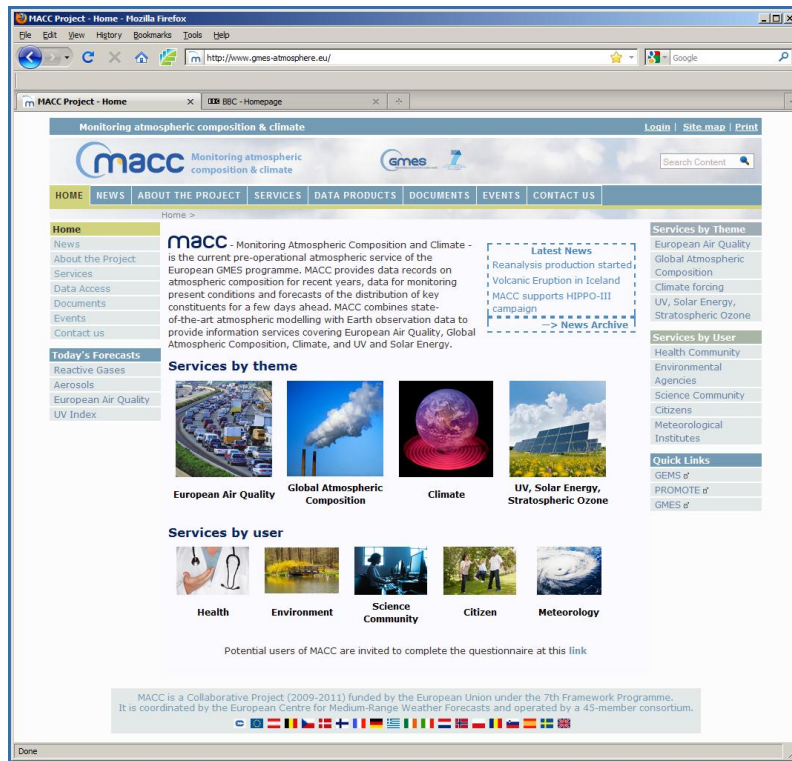 MACC Project - Home - Mozilla Firefox
File Edit View History Bookmarks Tools Help
http://www.gmes-atmosphere.eu/
Google
MACC Project - Home
BBC - Homepage
Monitoring atmospheric composition & climate
Login | Site map | Print
macc
Monitoring atmospheric
composition & climate
Gmes
Search Content
HOME NEWS ABOUT THE PROJECT SERVICES DATA PRODUCTS DOCUMENTS EVENTS CONTACT US
Home >
Home
News
About the Project
Services
Data Access
Documents
Events
Contact us
Today's Forecasts
Reactive Gases
Aerosols
European Air Quality
UV Index
macc - Monitoring Atmospheric Composition and Climate -
is the current pre-operational atmospheric service of the
European GMES programme. MACC provides data records on
atmospheric composition for recent years, data for monitoring
present conditions and forecasts of the distribution of key
constituents for a few days ahead. MACC combines state-
of-the-art atmospheric modelling with Earth observation data to
provide information services covering European Air Quality, Global
Atmospheric Composition, Climate, and UV and Solar Energy.
Latest News
Reanalysis production started
Volcanic Eruption in Iceland
MACC supports HIPPO-III
campaign
—> News Archive
Services by theme
European Air Quality
Global Atmospheric
Composition
Climate
UV, Solar Energy,
Stratospheric Ozone
Services by user
Health
Environment
Science
Community
Citizen
Meteorology
Potential users of MACC are invited to complete the questionnaire at this link
Services by Theme
European Air Quality
Global Atmospheric
Composition
Climate forcing
UV, Solar Energy,
Stratospheric Ozone
Services by User
Health Community
Environmental
Agencies
Science Community
Citizens
Meteorological
Institutes
Quick Links
GEMS
PROMOTE
GMES
MACC is a Collaborative Project (2009-2011) funded by the European Union under the 7th Framework Programme.
It is coordinated by the European Centre for Medium-Range Weather Forecasts and operated by a 45-member consortium.
Done